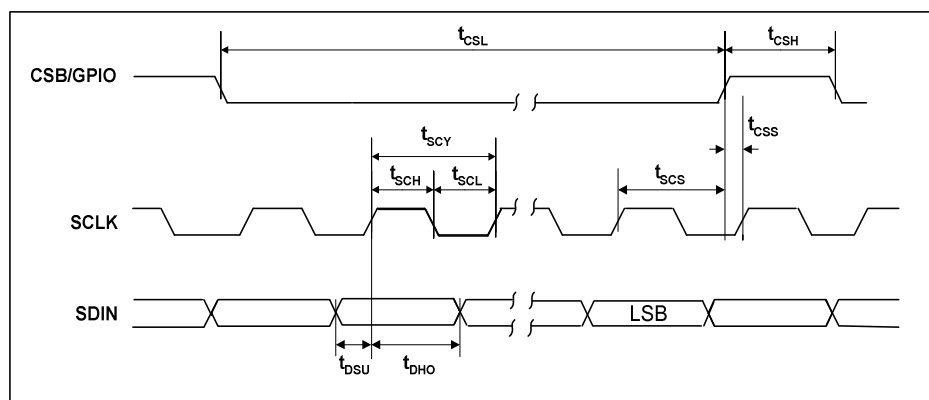 tCSL
tCSH
CSB/GPIO
tCSS
tSCY
tSCH
tSCL
tSCS
SCLK
SDIN
LSB
tDSU
tDHO